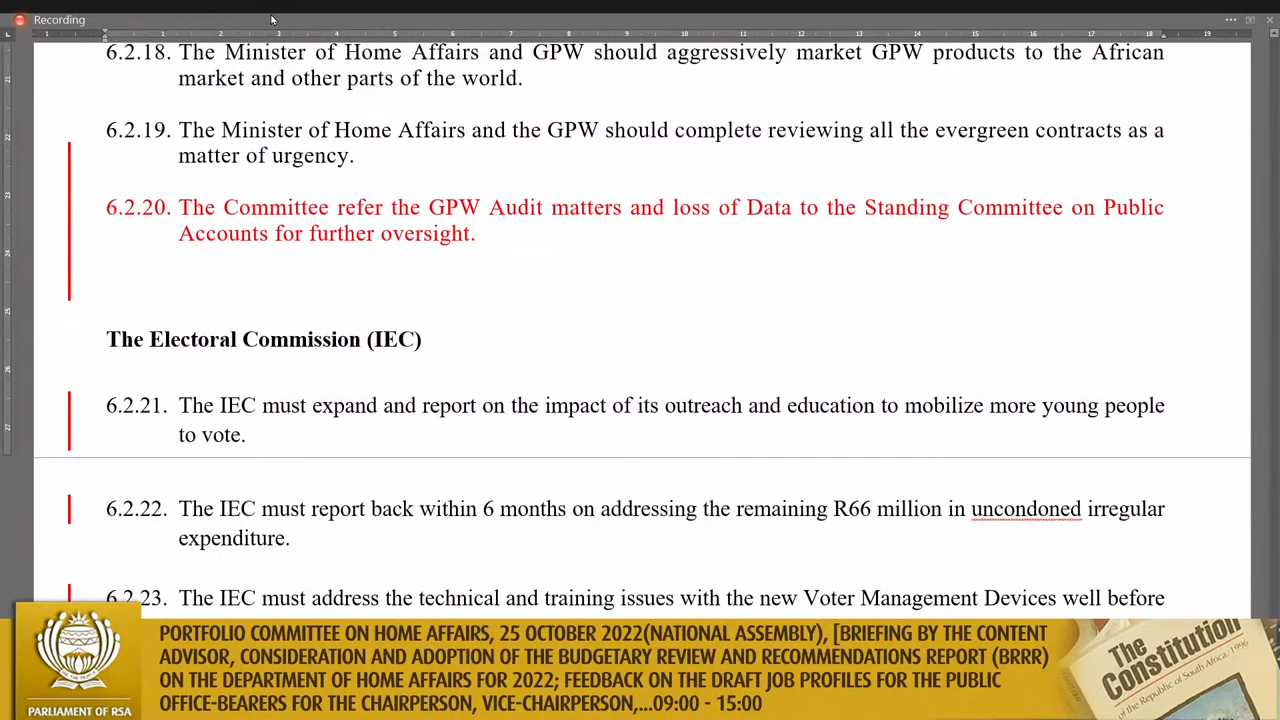 Recording
6.2.18. The Minister of Home Affairs and GPW should aggressively market GPW products to the African
market and other parts of the world.
6.2.19. The Minister of Home Affairs and the GPW should complete reviewing all the evergreen contracts as a
matter of urgency.
6.2.20. The Committee refer the GPW Audit matters and loss of Data to the Standing Committee on Public
Accounts for further oversight.
The Electoral Commission (IEC)
6.2.21. The IEC must expand and report on the impact of its outreach and education to mobilize more young people
to vote.
6.2.22. The IEC must report back within 6 months on addressing the remaining R66 million in uncondoned irregular
expenditure.
6.2.23. The IEC must address the technical and training issues with the new Voter Management Devices well before
PORTFOLIO COMMITTEE ON HOME AFFAIRS, 25 OCTOBER 2022(NATIONAL ASSEMBLY), [BRIEFING BY THE CONTENT
ADVISOR, CONSIDERATION AND ADOPTION OF THE BUDGETARY REVIEW AND RECOMMENDATIONS REPORT (BRRR)
ON THE DEPARTMENT OF HOME AFFAIRS FOR 2022; FEEDBACK ON THE DRAFT JOB PROFILES FOR THE PUBLIC
OFFICE-BEARERS FOR THE CHAIRPERSON, VICE-CHAIRPERSON,...09:00 - 15:00
PARLIAMENT OF RSA
The
Constitution
of the Republic of South Africa, 1996